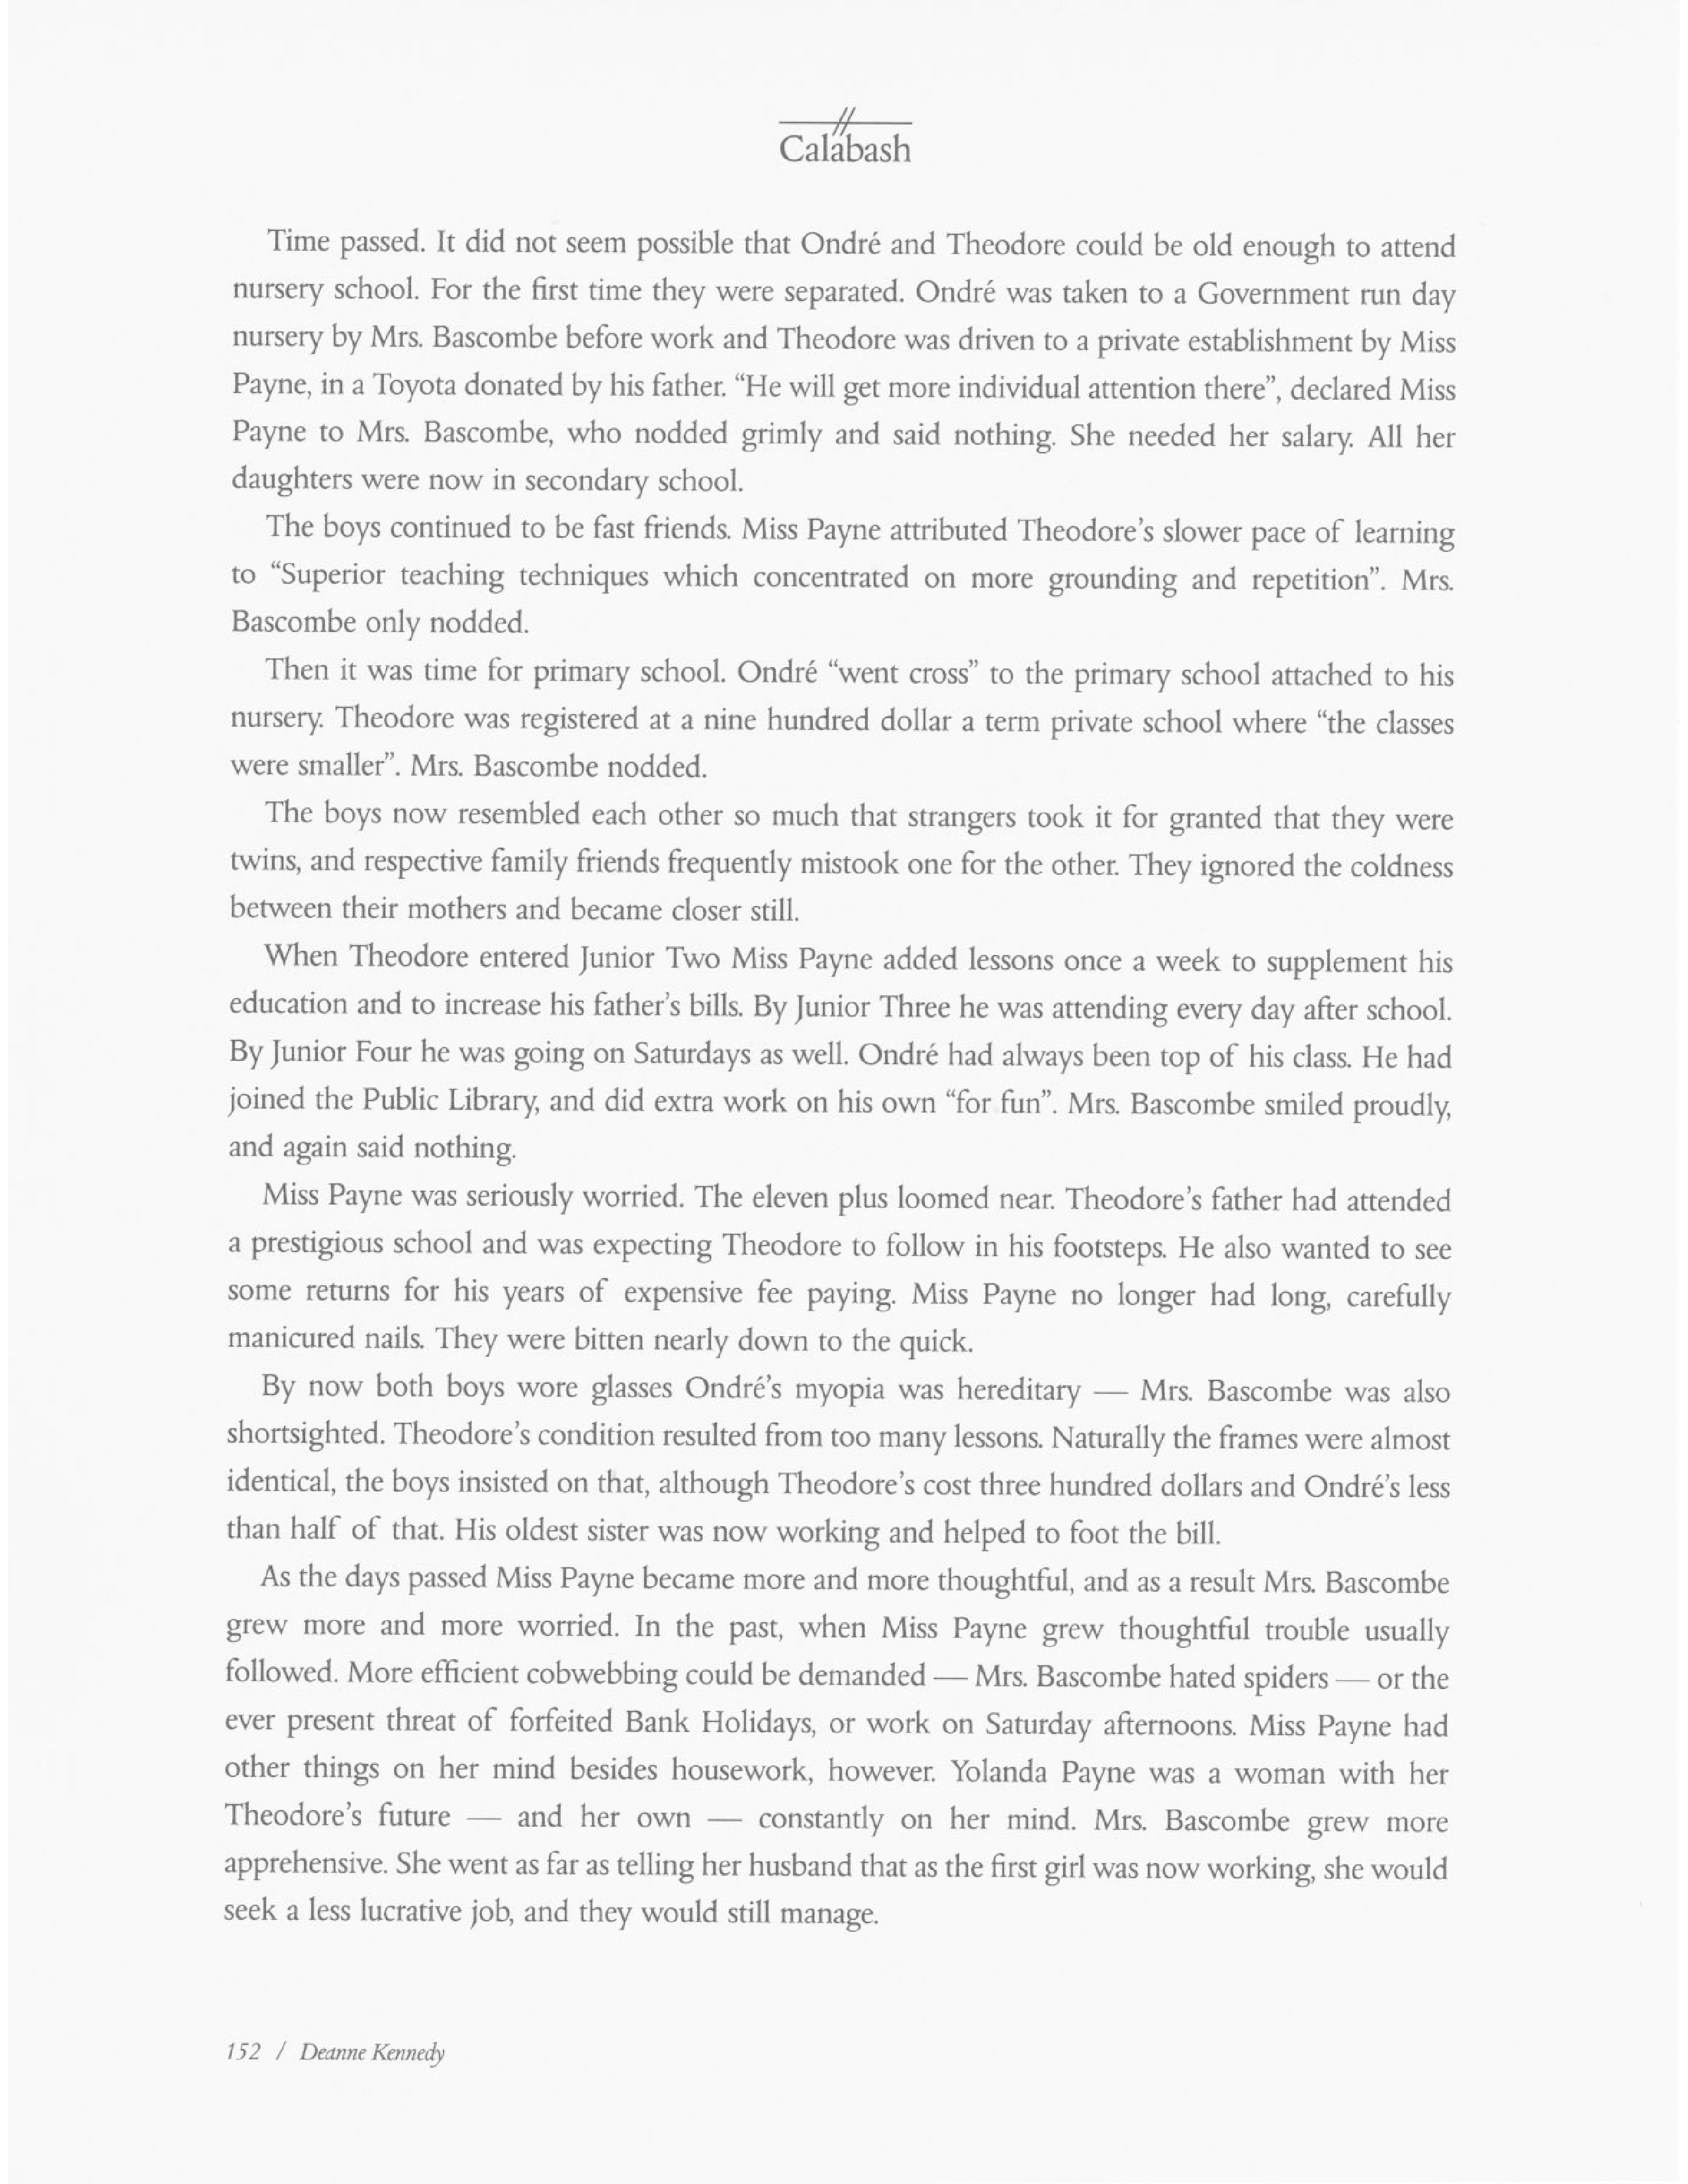 Calabash
Time passed. It did not seem possible that Ondré and Theodore could be old enough to attend
nursery school. For the first time they were separated. Ondré was taken to a Government run day
nursery by Mrs. Bascombe before work and Theodore was driven to a private establishment by Miss
Payne, in a Toyota donated by his father. “He will get more individual attention there”, declared Miss
Payne to Mrs. Bascombe, who nodded grimly and said nothing. She needed her salary. All her
daughters were now in secondary school.
The boys continued to be fast friends. Miss Payne attributed Theodore’s slower pace of learning
to “Superior teaching techniques which concentrated on more grounding and repetition”. Mrs.
Bascombe only nodded.
Then it was time for primary school. Ondré “went cross” to the primary school attached to his
nursery. Theodore was registered at a nine hundred dollar a term private school where “the classes
were smaller”. Mrs. Bascombe nodded.
The boys now resembled each other so much that strangers took it for granted that they were
twins, and respective family friends frequently mistook one for the other. They ignored the coldness
between their mothers and became closer still.
When Theodore entered Junior Two Miss Payne added lessons once a week to supplement his
education and to increase his father’s bills. By Junior Three he was attending every day after school.
By Junior Four he was going on Saturdays as well. Ondré had always been top of his class. He had
joined the Public Library, and did extra work on his own “for fun”. Mrs. Bascombe smiled proudly,
and again said nothing.
Miss Payne was seriously worried. The eleven plus loomed near. Theodore’s father had attended
a prestigious school and was expecting Theodore to follow in his footsteps. He also wanted to see
some returns for his years of expensive fee paying. Miss Payne no longer had long, carefully
manicured nails. They were bitten nearly down to the quick.
By now both boys wore glasses Ondré’s myopia was hereditary — Mrs. Bascombe was also
shortsighted. Theodore’s condition resulted from too many lessons. Naturally the frames were almost
identical, the boys insisted on that, although Theodore’s cost three hundred dollars and Ondré’s less
than half of that. His oldest sister was now working and helped to foot the bill.
As the days passed Miss Payne became more and more thoughtful, and as a result Mrs. Bascombe
grew more and more worried. In the past, when Miss Payne grew thoughtful trouble usually
followed. More efficient cobwebbing could be demanded — Mrs. Bascombe hated spiders — or the
ever present threat of forfeited Bank Holidays, or work on Saturday afternoons. Miss Payne had
other things on her mind besides housework, however. Yolanda Payne was a woman with her
Theodore’s future — and her own — constantly on her mind. Mrs. Bascombe grew more
apprehensive. She went as far as telling her husband that as the first girl was now working, she would
seek a less lucrative job, and they would still manage.
152 / Deanne Kennedy